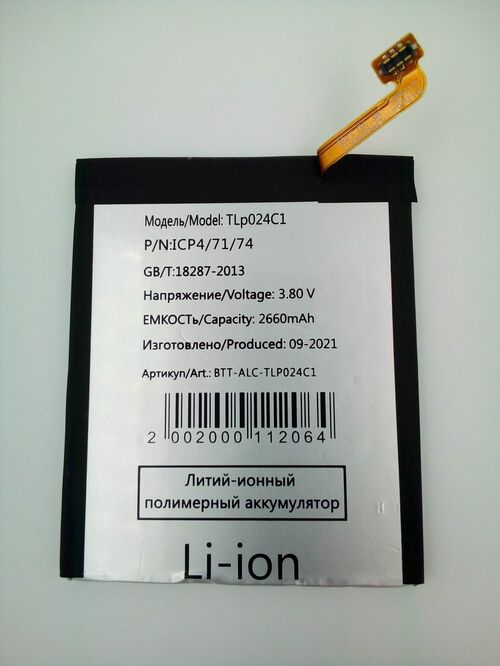 Модель/Model: TLp024C1
P/N:ICP4/71/74
GB/T:18287-2013
Напряжение/Voltage: 3.80 V
ЕМКОСТЬ/Capacity: 2660mAh
Изготовлено/Produced: 09-2021
Артикул/Art.: BTT-ALC-TLP024C1
2 002000 112064
Литий-ионный
полимерный аккумулятор
Li-ion